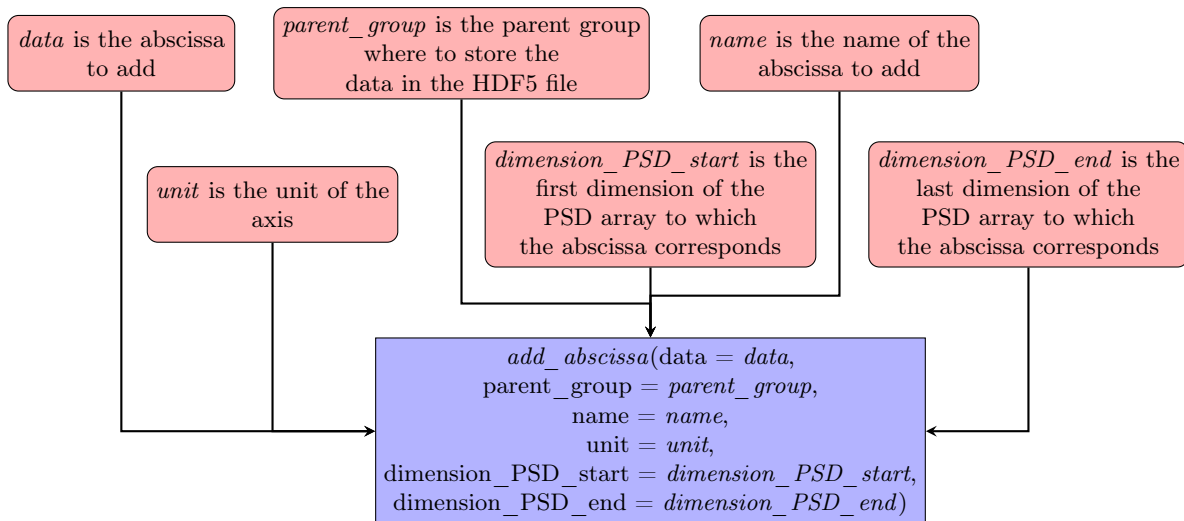 data is the abscissa
to add
parent_group is the parent group
where to store the
data in the HDF5 file
name is the name of the
abscissa to add
unit is the unit of the
axis
dimension_PSD_start is the
first dimension of the
PSD array to which
the abscissa corresponds
dimension_PSD_end is the
last dimension of the
PSD array to which
the abscissa corresponds
add_abscissa(data = data,
parent_group = parent_group,
name = name,
unit = unit,
dimension_PSD_start = dimension_PSD_start,
dimension_PSD_end = dimension_PSD_end)